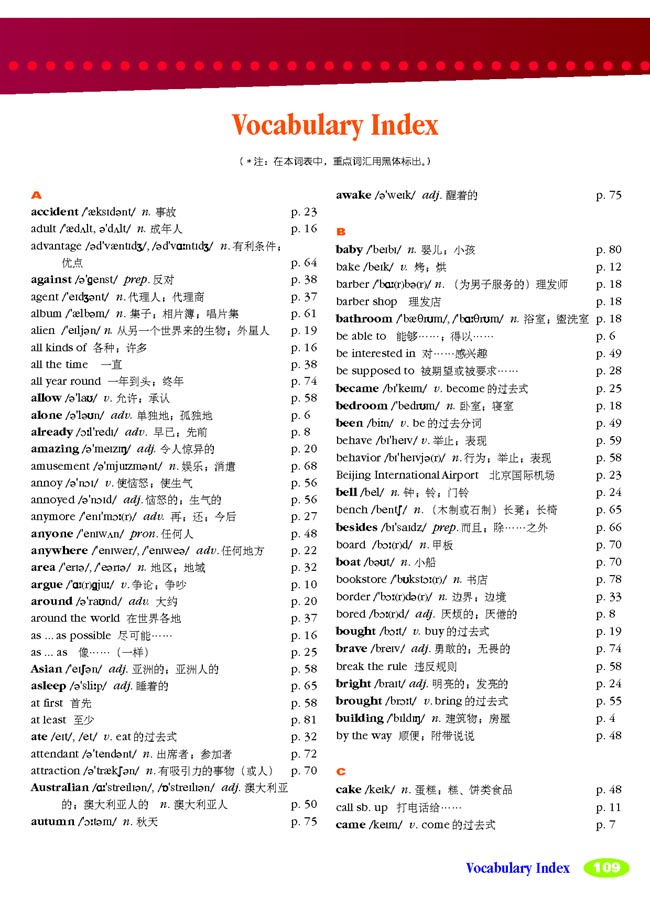 Vocabulary Index
（*注：在本词表中，重点词汇用黑体标出。）
A
accident /ˈæksɪdənt/ n. 事故 p. 23
adult /ˈædʌlt, əˈdʌlt/ n. 成年人 p. 16
advantage /ədˈvæntɪdʒ/, /ədˈvɑːntɪdʒ/ n. 有利条件；
优点 p. 64
against /əˈɡenst/ prep. 反对 p. 38
agent /ˈeɪdʒənt/ n. 代理人；代理商 p. 37
album /ˈælbəm/ n. 集子；相片簿；唱片集 p. 61
alien /ˈeɪljən/ n. 从另一个世界来的生物；外星人 p. 19
all kinds of 各种；许多 p. 16
all the time 一直 p. 38
all year round 一年到头；终年 p. 74
allow /əˈlaʊ/ v. 允许；承认 p. 58
alone /əˈləʊn/ adv. 单独地；孤独地 p. 6
already /ɔːlˈredɪ/ adv. 早已；先前 p. 8
amazing /əˈmeɪzɪŋ/ adj. 令人惊异的 p. 20
amusement /əˈmjuːzmənt/ n. 娱乐；消遣 p. 68
annoy /əˈnɔɪ/ v. 使恼怒；使生气 p. 56
annoyed /əˈnɔɪd/ adj. 恼怒的；生气的 p. 56
anymore /ˈenɪˈmɔː(r)/ adv. 再；还；今后 p. 27
anyone /ˈenɪwʌn/ pron. 任何人 p. 48
anywhere /ˈenɪwer/, /ˈenɪweə/ adv. 任何地方 p. 22
area /ˈerɪə/, /ˈeərɪə/ n. 地区；地域 p. 32
argue /ˈɑː(r)ɡjuː/ v. 争论；争吵 p. 10
around /əˈraʊnd/ adv. 大约 p. 20
around the world 在世界各地 p. 37
as ... as possible 尽可能…… p. 16
as ... as 像……（一样） p. 25
Asian /ˈeɪʃən/ adj. 亚洲的；亚洲人的 p. 58
asleep /əˈsliːp/ adj. 睡着的 p. 65
at first 首先 p. 58
at least 至少 p. 81
ate /eɪt/, /et/ v. eat的过去式 p. 32
attendant /əˈtendənt/ n. 出席者；参加者 p. 72
attraction /əˈtrækʃən/ n. 有吸引力的事物（或人） p. 70
Australian /ɑːˈstreɪlɪən/, /ɒˈstreɪlɪən/ adj. 澳大利亚
的；澳大利亚人的 n. 澳大利亚人 p. 50
autumn /ˈɔːtəm/ n. 秋天 p. 75
awake /əˈweɪk/ adj. 醒着的 p. 75
B
baby /ˈbeɪbɪ/ n. 婴儿；小孩 p. 80
bake /beɪk/ v. 烤；烘 p. 12
barber /ˈbɑː(r)bə(r)/ n. （为男子服务的）理发师 p. 18
barber shop 理发店 p. 18
bathroom /ˈbæθrʊm/, /ˈbɑːθrʊm/ n. 浴室；盥洗室 p. 18
be able to 能够……；得以…… p. 6
be interested in 对……感兴趣 p. 49
be supposed to 被期望或被要求…… p. 28
became /bɪˈkeɪm/ v. become的过去式 p. 25
bedroom /ˈbedrʊm/ n. 卧室；寝室 p. 18
been /biːn/ v. be的过去分词 p. 49
behave /bɪˈheɪv/ v. 举止；表现 p. 59
behavior /bɪˈheɪvjə(r)/ n. 行为；举止；表现 p. 58
Beijing International Airport 北京国际机场 p. 23
bell /bel/ n. 钟；铃；门铃 p. 24
bench /bentʃ/ n. （木制或石制）长凳；长椅 p. 65
besides /bɪˈsaɪdz/ prep. 而且；除……之外 p. 66
board /bɔː(r)d/ n. 甲板 p. 70
boat /bəʊt/ n. 小船 p. 70
bookstore /ˈbʊkstɔː(r)/ n. 书店 p. 78
border /ˈbɔː(r)də(r)/ n. 边界；边境 p. 33
bored /bɔː(r)d/ adj. 厌烦的；厌倦的 p. 8
bought /bɔːt/ v. buy的过去式 p. 19
brave /breɪv/ adj. 勇敢的；无畏的 p. 74
break the rule 违反规则 p. 58
bright /braɪt/ adj. 明亮的；发亮的 p. 24
brought /brɔːt/ v. bring的过去式 p. 55
building /ˈbɪldɪŋ/ n. 建筑物；房屋 p. 4
by the way 顺便；附带说说 p. 48
C
cake /keɪk/ n. 蛋糕；糕、饼类食品 p. 48
call sb. up 打电话给…… p. 11
came /keɪm/ v. come的过去式 p. 7
Vocabulary Index 109